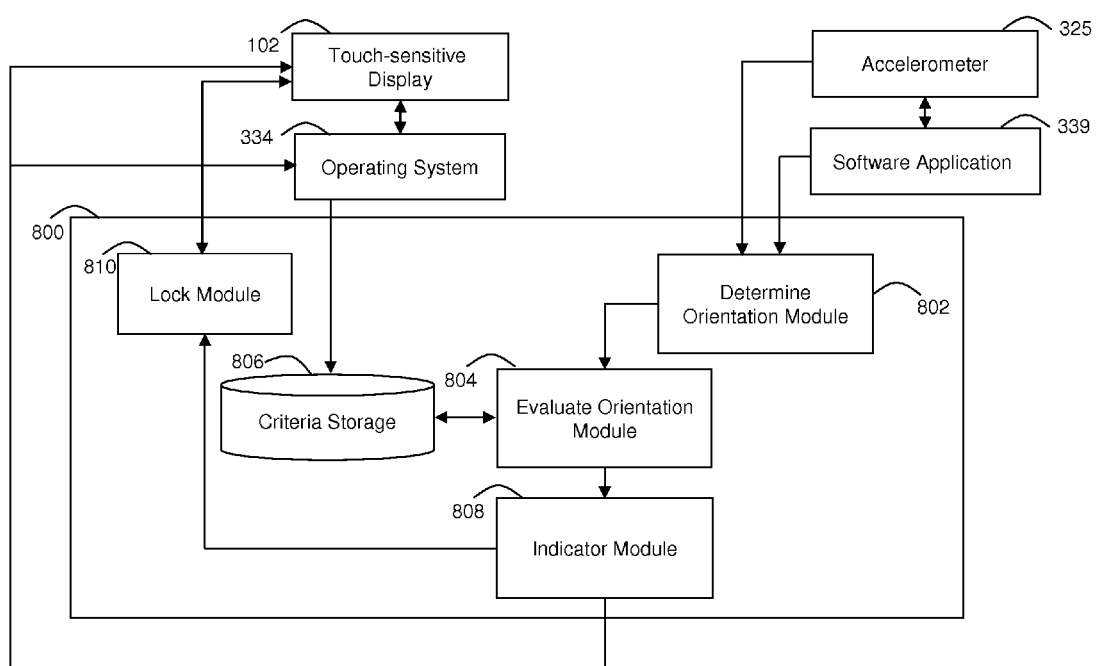 102
Touch-sensitive
Display
325
Accelerometer
334
Operating System
339
Software Application
800
810
Lock Module
Determine
Orientation Module
802
806
Criteria Storage
804
Evaluate Orientation
Module
808
Indicator Module